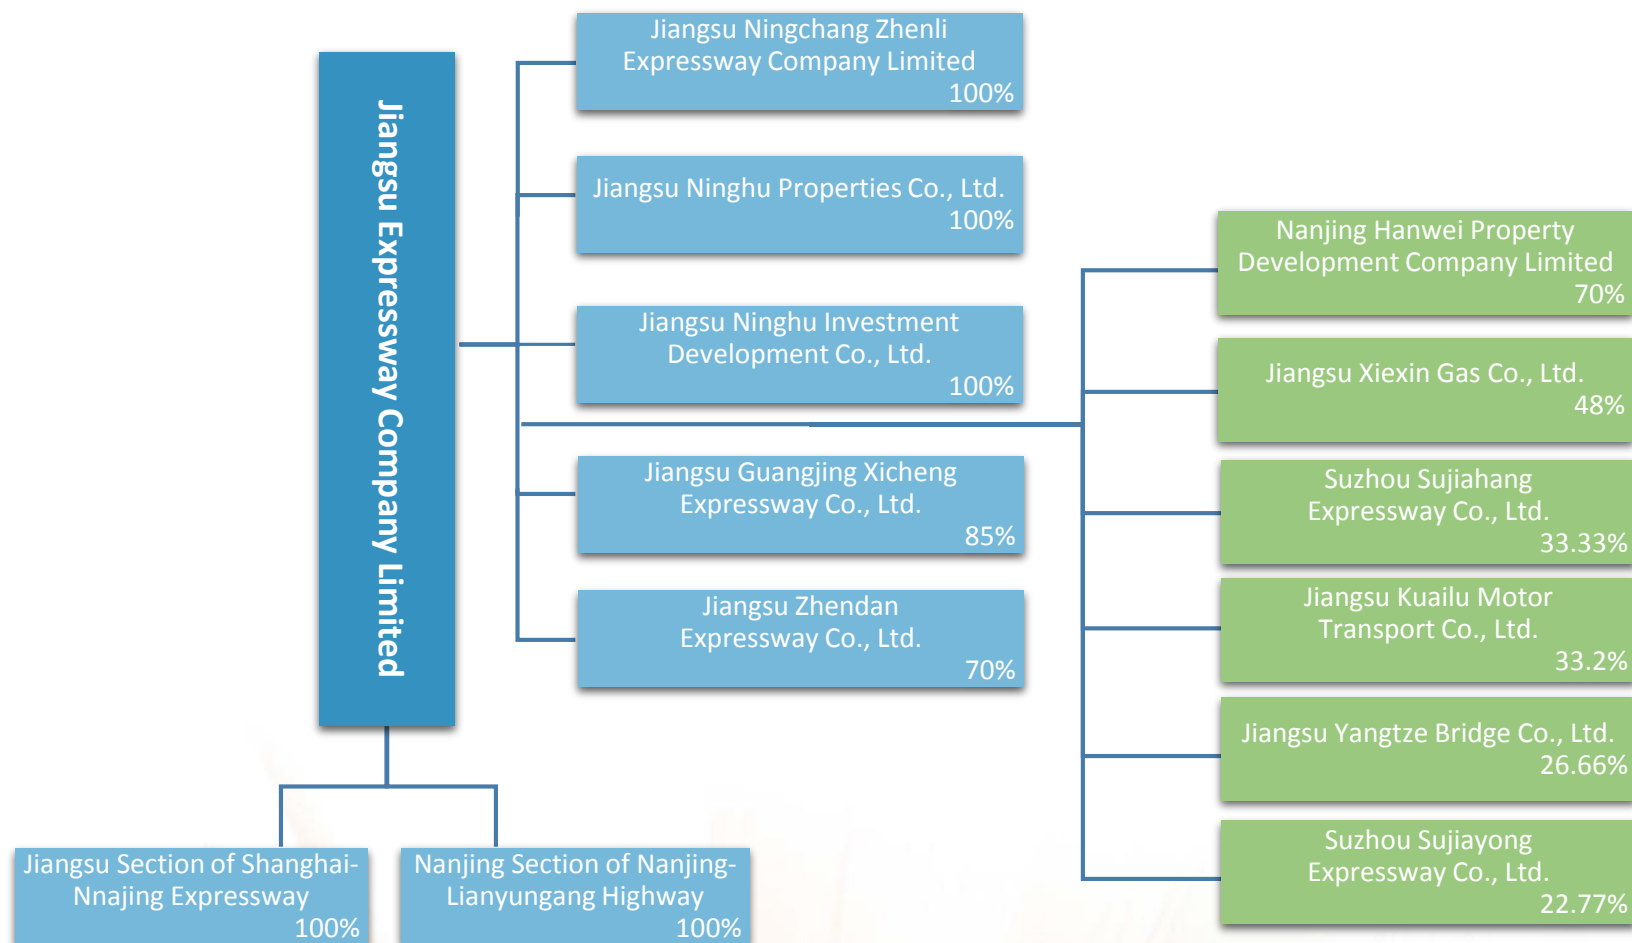 Jiangsu Expressway Company Limited
Jiangsu Ningchang Zhenli
Expressway Company Limited
100%
Jiangsu Ninghu Properties Co., Ltd.
100%
Jiangsu Ninghu Investment
Development Co., Ltd.
100%
Jiangsu Guangjing Xicheng
Expressway Co., Ltd.
85%
Jiangsu Zhendan
Expressway Co., Ltd.
70%
Nanjing Hanwei Property
Development Company Limited
70%
Jiangsu Xiexin Gas Co., Ltd.
48%
Suzhou Sujiahang
Expressway Co., Ltd.
33.33%
Jiangsu Kuailu Motor
Transport Co., Ltd.
33.2%
Jiangsu Yangtze Bridge Co., Ltd.
26.66%
Suzhou Sujiayong
Expressway Co., Ltd.
22.77%
Jiangsu Section of Shanghai-
Nnajing Expressway
100%
Nanjing Section of Nanjing-
Lianyungang Highway
100%